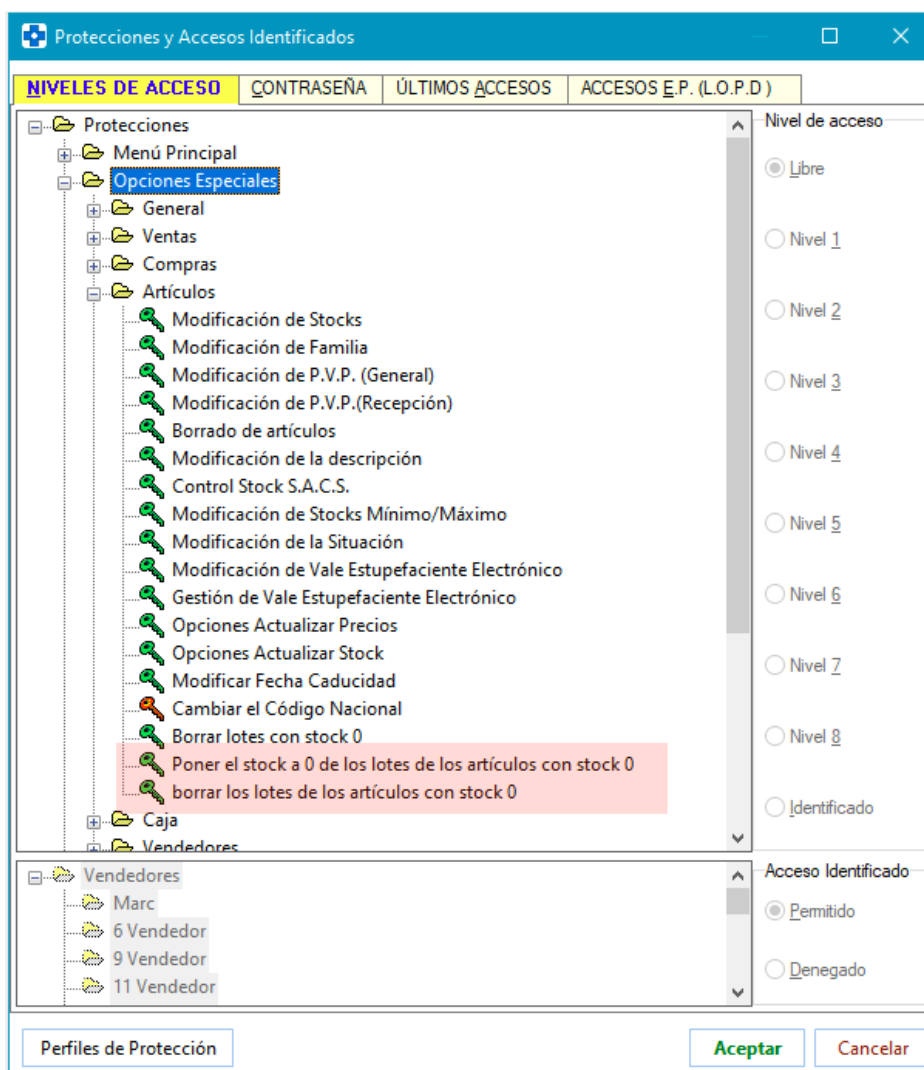 Protecciones y Accesos Identificados
NIVELES DE ACCESO CONTRASEÑA ÚLTIMOS ACCESOS ACCESOS E.P. (L.O.P.D )
Protecciones
Menú Principal
Opciones Especiales
General
Ventas
Compras
Artículos
Modificación de Stocks
Modificación de Familia
Modificación de P.V.P. (General)
Modificación de P.V.P.(Recepción)
Borrado de artículos
Modificación de la descripción
Control Stock S.A.C.S.
Modificación de Stocks Mínimo/Máximo
Modificación de la Situación
Modificación de Vale Estupefaciente Electrónico
Gestión de Vale Estupefaciente Electrónico
Opciones Actualizar Precios
Opciones Actualizar Stock
Modificar Fecha Caducidad
Cambiar el Código Nacional
Borrar lotes con stock 0
Poner el stock a 0 de los lotes de los artículos con stock 0
borrar los lotes de los artículos con stock 0
Caja
Vendedores
Nivel de acceso
Libre
Nivel 1
Nivel 2
Nivel 3
Nivel 4
Nivel 5
Nivel 6
Nivel 7
Nivel 8
Identificado
Vendedores
Marc
6 Vendedor
9 Vendedor
11 Vendedor
Acceso Identificado
Permitido
Denegado
Perfiles de Protección
Aceptar
Cancelar